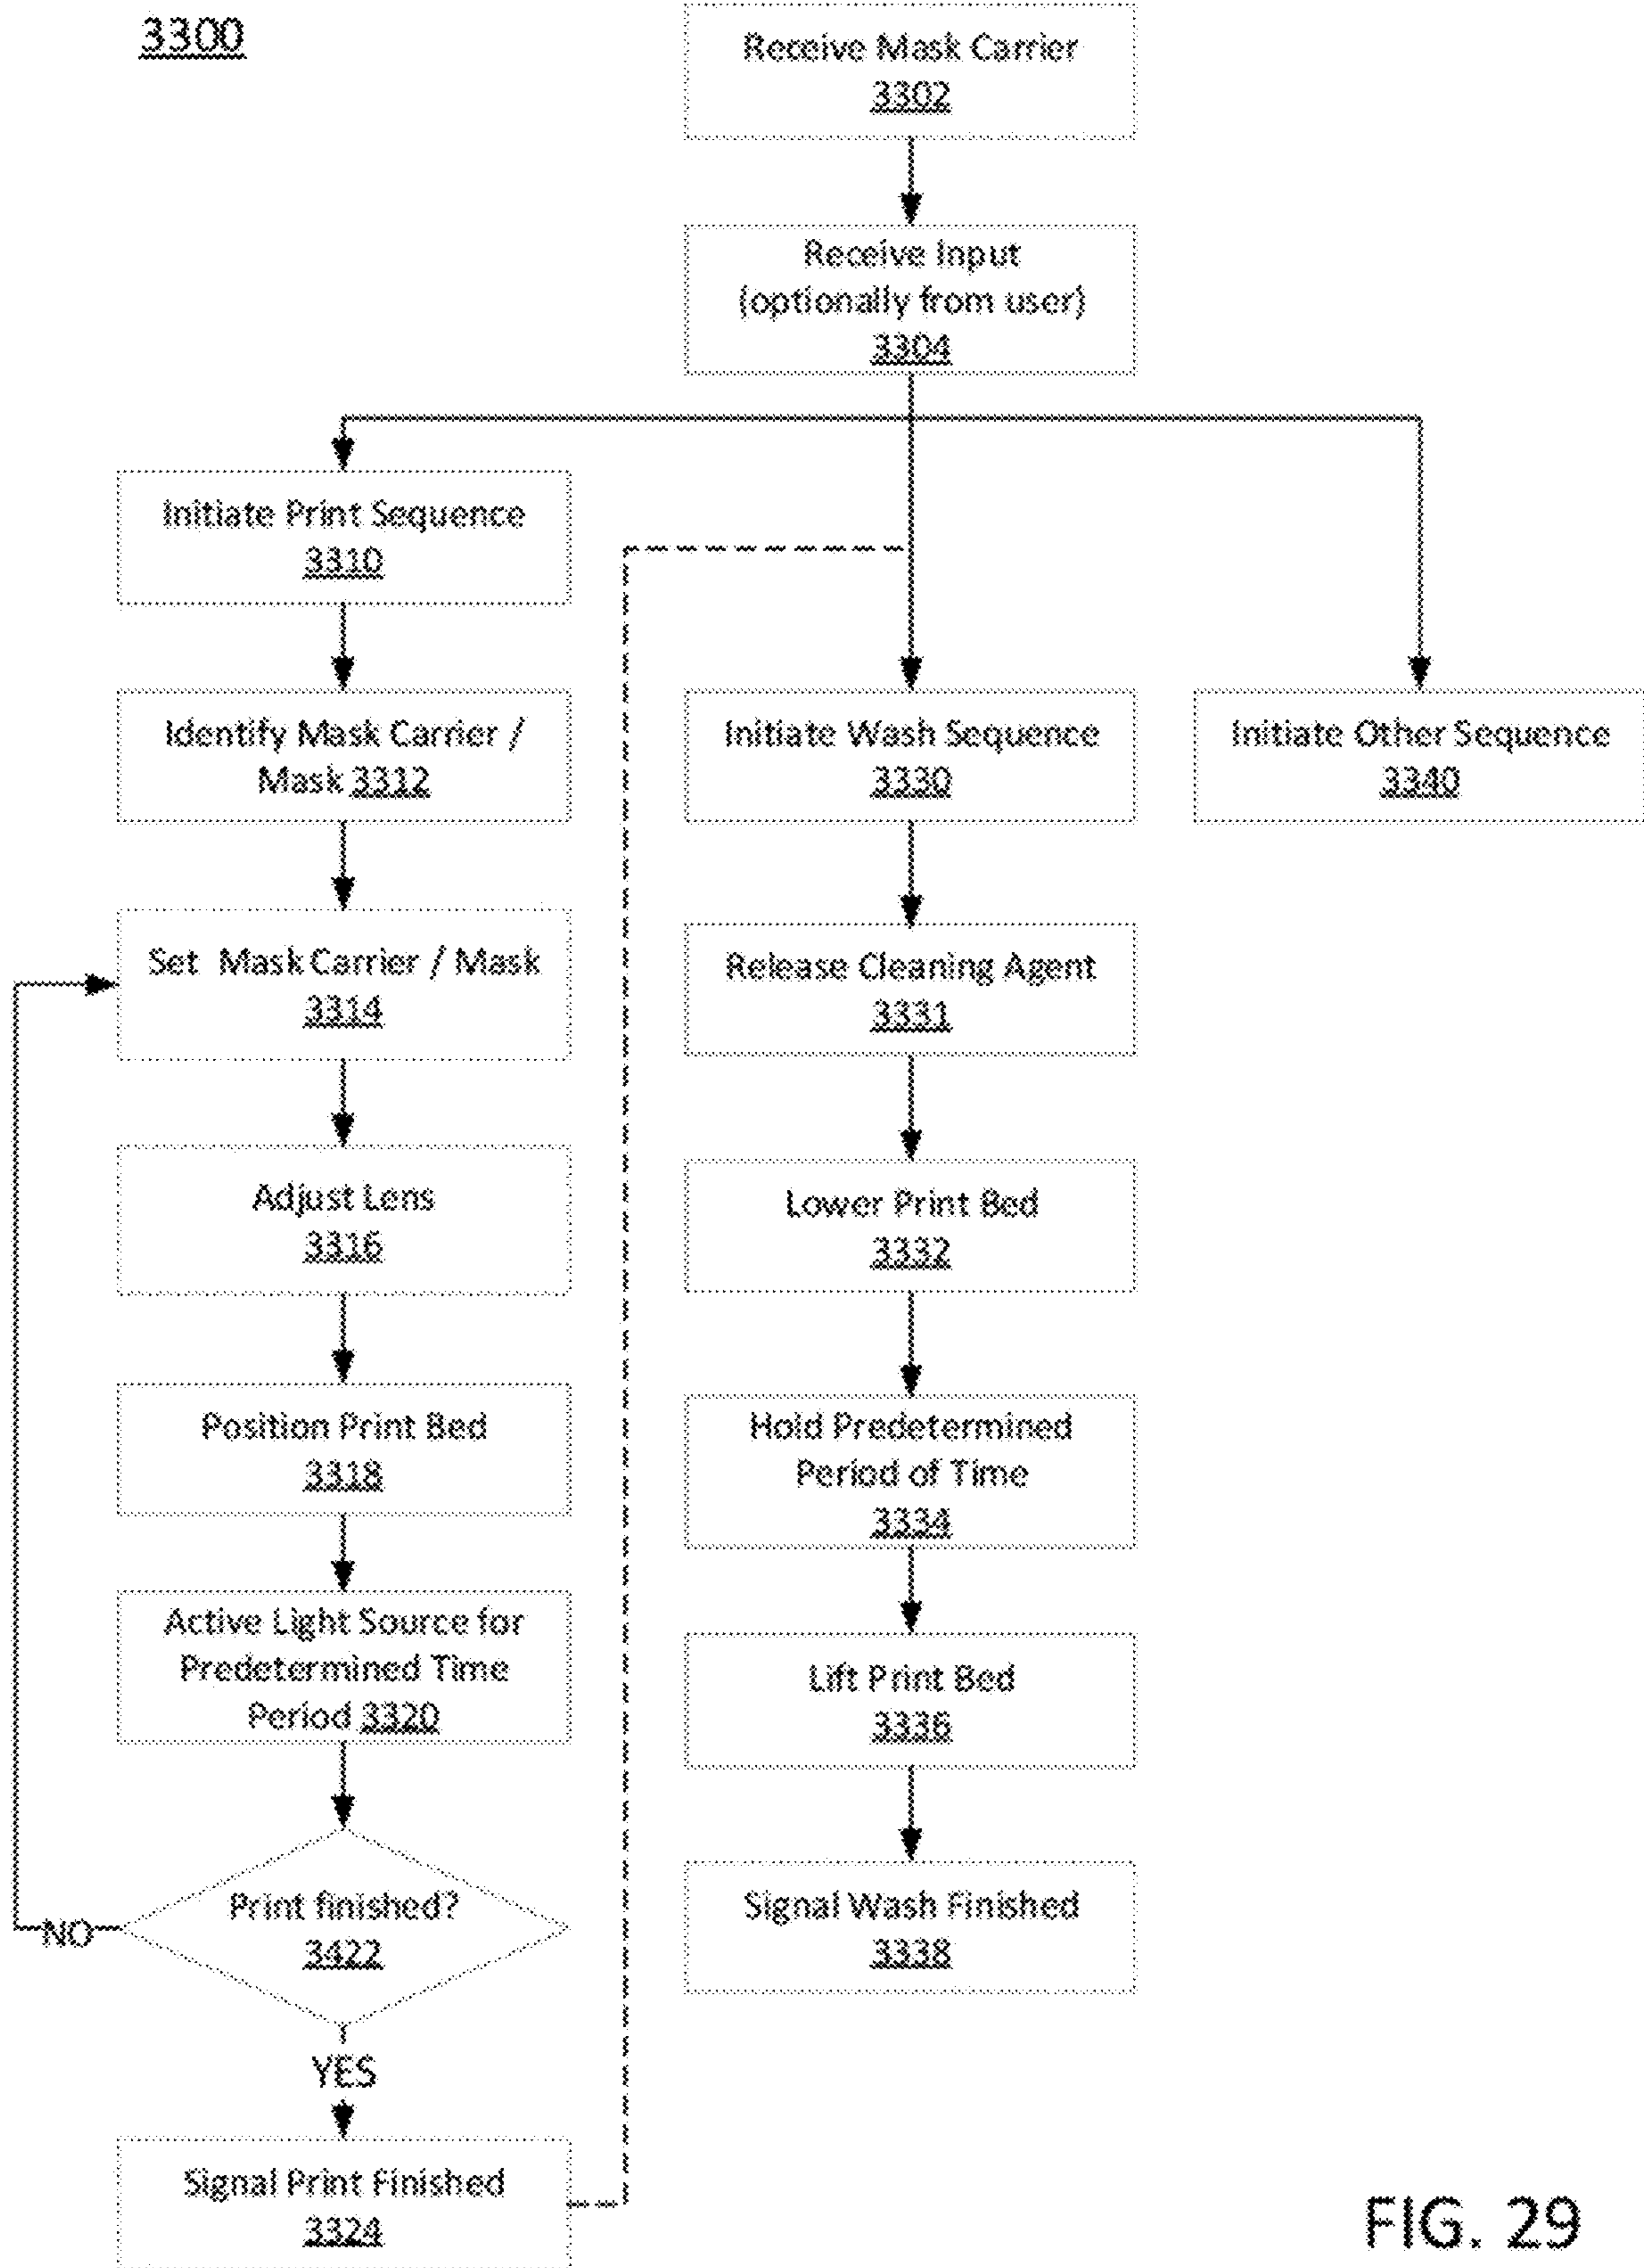 3300
Receive Mask Carrier
3302
Receive Input
(optionally from user)
3304
Initiate Print Sequence
3310
Identify Mask Carrier /
Mask 3312
Set Mask Carrier / Mask
3314
Adjust Lens
3316
Position Print Bed
3318
Active Light Source for
Predetermined Time
Period 3320
Print finished?
3422
NO
YES
Signal Print Finished
3324
Initiate Wash Sequence
3330
Release Cleaning Agent
3331
Lower Print Bed
3332
Hold Predetermined
Period of Time
3334
Lift Print Bed
3336
Signal Wash Finished
3338
Initiate Other Sequence
3340
FIG. 29